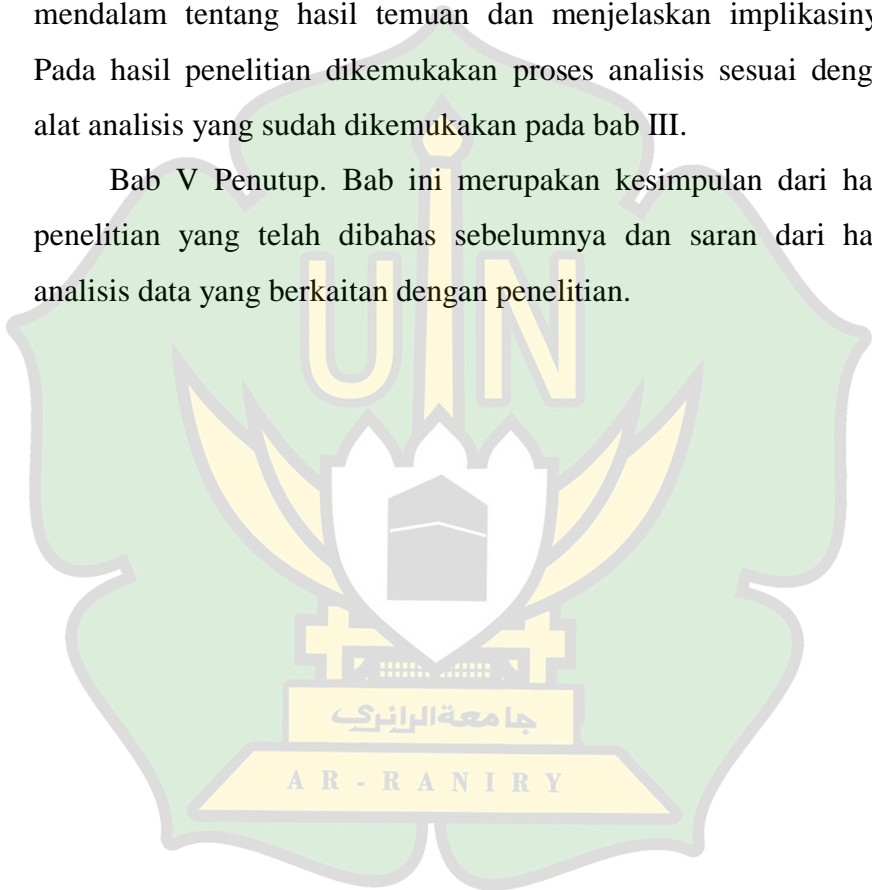 mendalam tentang hasil temuan dan menjelaskan implikasiny
Pada hasil penelitian dikemukakan proses analisis sesuai deng
alat analisis yang sudah dikemukakan pada bab III.
Bab V Penutup. Bab ini merupakan kesimpulan dari ha
penelitian yang telah dibahas sebelumnya dan saran dari ha
analisis data yang berkaitan dengan penelitian.
UIN
جامعة الرانري
AR-RANIRY